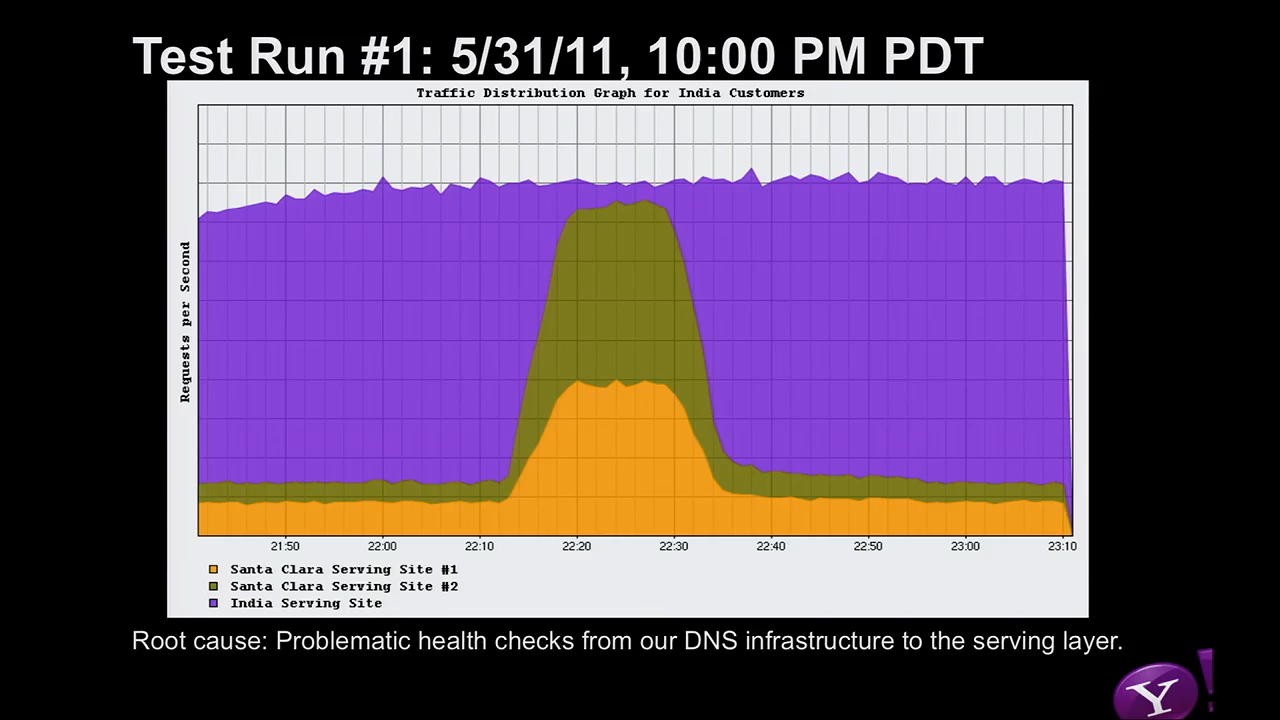 Test Run #1: 5/31/11, 10:00 PM PDT
Traffic Distribution Graph for India Customers
Requests per Second
21:50 22:00 22:10 22:20 22:30 22:40 22:50 23:00 23:10
Santa Clara Serving Site #1
Santa Clara Serving Site #2
India Serving Site
Root cause: Problematic health checks from our DNS infrastructure to the serving layer.
Y!